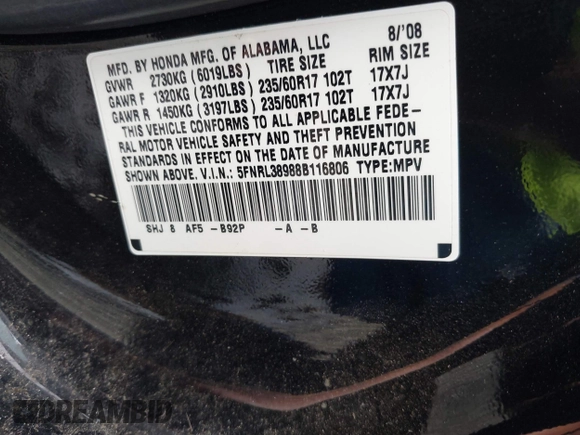 MFD. BY HONDA MFG. OF ALABAMA, LLC 8/'08
GVWR 2730KG (6019LBS) TIRE SIZE RIM SIZE
GAWR F 1320KG (2910LBS) 235/60R17 102T 17X7J
GAWR R 1450KG (3197LBS) 235/60R17 102T 17X7J
THIS VEHICLE CONFORMS TO ALL APPLICABLE FEDE-
RAL MOTOR VEHICLE SAFETY AND THEFT PREVENTION
STANDARDS IN EFFECT ON THE DATE OF MANUFACTURE
SHOWN ABOVE. V.I.N.: 5FNRL38988B116806 TYPE:MPV
SHJ 8 AF5 -B92P -A -B
DREAMBID